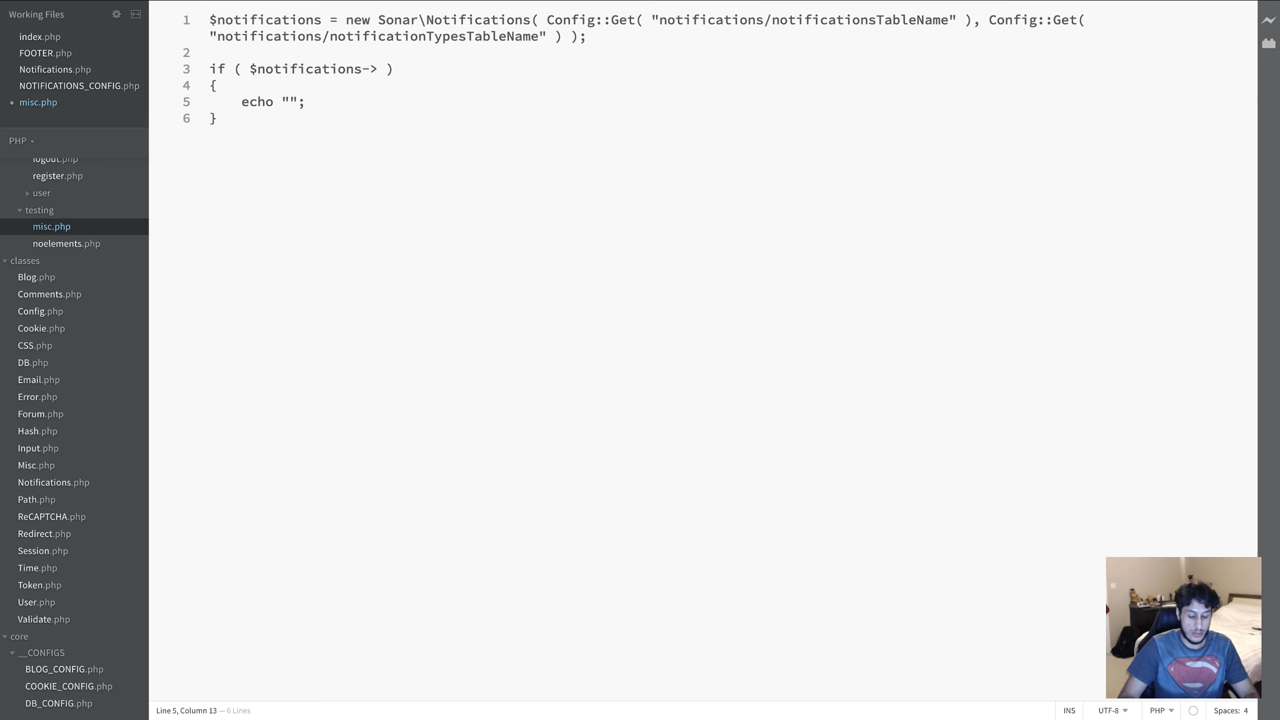 Working Files
index.php
FOOTER.php
Notifications.php
NOTIFICATIONS_CONFIG.php
misc.php
PHP
logout.php
register.php
user
testing
misc.php
noelements.php
classes
Blog.php
Comments.php
Config.php
Cookie.php
CSS.php
DB.php
Email.php
Error.php
Forum.php
Hash.php
Input.php
Misc.php
Notifications.php
Path.php
ReCAPTCHA.php
Redirect.php
Session.php
Time.php
Token.php
User.php
Validate.php
core
__CONFIGS
BLOG_CONFIG.php
COOKIE_CONFIG.php
DB_CONFIG.php
1 $notifications = new Sonar\Notifications( Config::Get( "notifications/notificationsTableName" ), Config::Get(
"notifications/notificationTypesTableName" ) );
2
3 if ( $notifications-> )
4 {
5     echo "";
6 }
Line 5, Column 13 — 6 Lines
INS UTF-8 PHP Spaces: 4